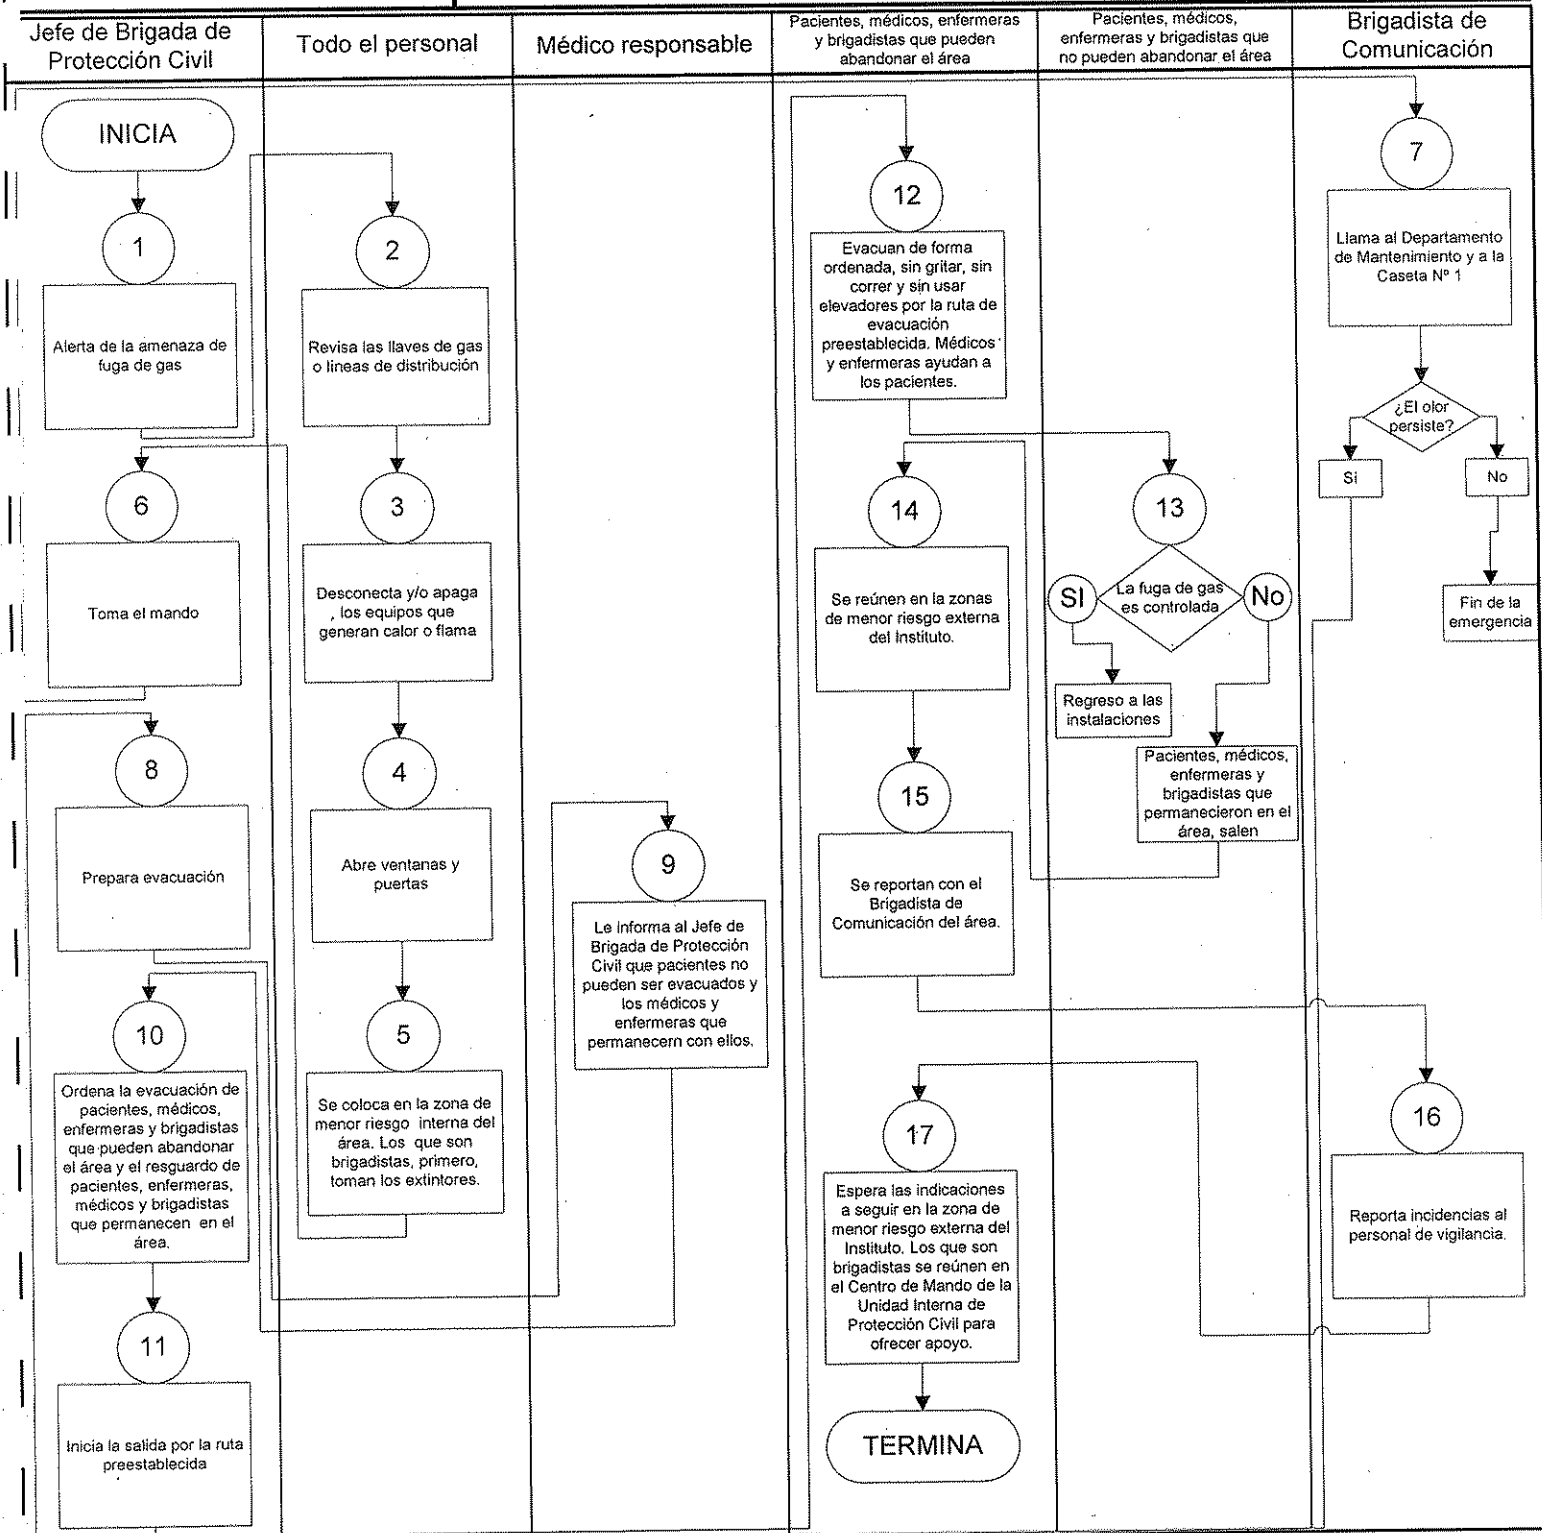 Jefe de Brigada de
Protección Civil
Todo el personal
Médico responsable
Pacientes, médicos, enfermeras
y brigadistas que pueden
abandonar el área
Pacientes, médicos,
enfermeras y brigadistas que
no pueden abandonar el área
Brigadista de
Comunicación
INICIA
1
Alerta de la amenaza de
fuga de gas
2
Revisa las llaves de gas
o lineas de distribución
3
Desconecta y/o apaga
, los equipos que
generan calor o flama
4
Abre ventanas y
puertas
5
Se coloca en la zona de
menor riesgo interna del
área. Los que son
brigadistas, primero,
toman los extintores.
6
Toma el mando
7
Llama al Departamento
de Mantenimiento y a la
Caseta Nº 1
¿El olor
persiste?
Si
No
Fin de la
emergencia
8
Prepara evacuación
9
Le informa al Jefe de
Brigada de Protección
Civil que pacientes no
pueden ser evacuados y
los médicos y
enfermeras que
permanecern con ellos.
10
Ordena la evacuación de
pacientes, médicos,
enfermeras y brigadistas
que pueden abandonar
el área y el resguardo de
pacientes, enfermeras,
médicos y brigadistas
que permanecen en el
área.
11
Inicia la salida por la ruta
preestablecida
12
Evacuan de forma
ordenada, sin gritar, sin
correr y sin usar
elevadores por la ruta de
evacuación
preestablecida. Médicos
y enfermeras ayudan a
los pacientes.
13
La fuga de gas
es controlada
SI
No
Regreso a las
instalaciones
Pacientes, médicos,
enfermeras y
brigadistas que
permanecieron en el
área, salen
14
Se reúnen en la zonas
de menor riesgo externa
del Instituto.
15
Se reportan con el
Brigadista de
Comunicación del área.
16
Reporta incidencias al
personal de vigilancia.
17
Espera las indicaciones
a seguir en la zona de
menor riesgo externa del
Instituto. Los que son
brigadistas se reúnen en
el Centro de Mando de la
Unidad Interna de
Protección Civil para
ofrecer apoyo.
TERMINA